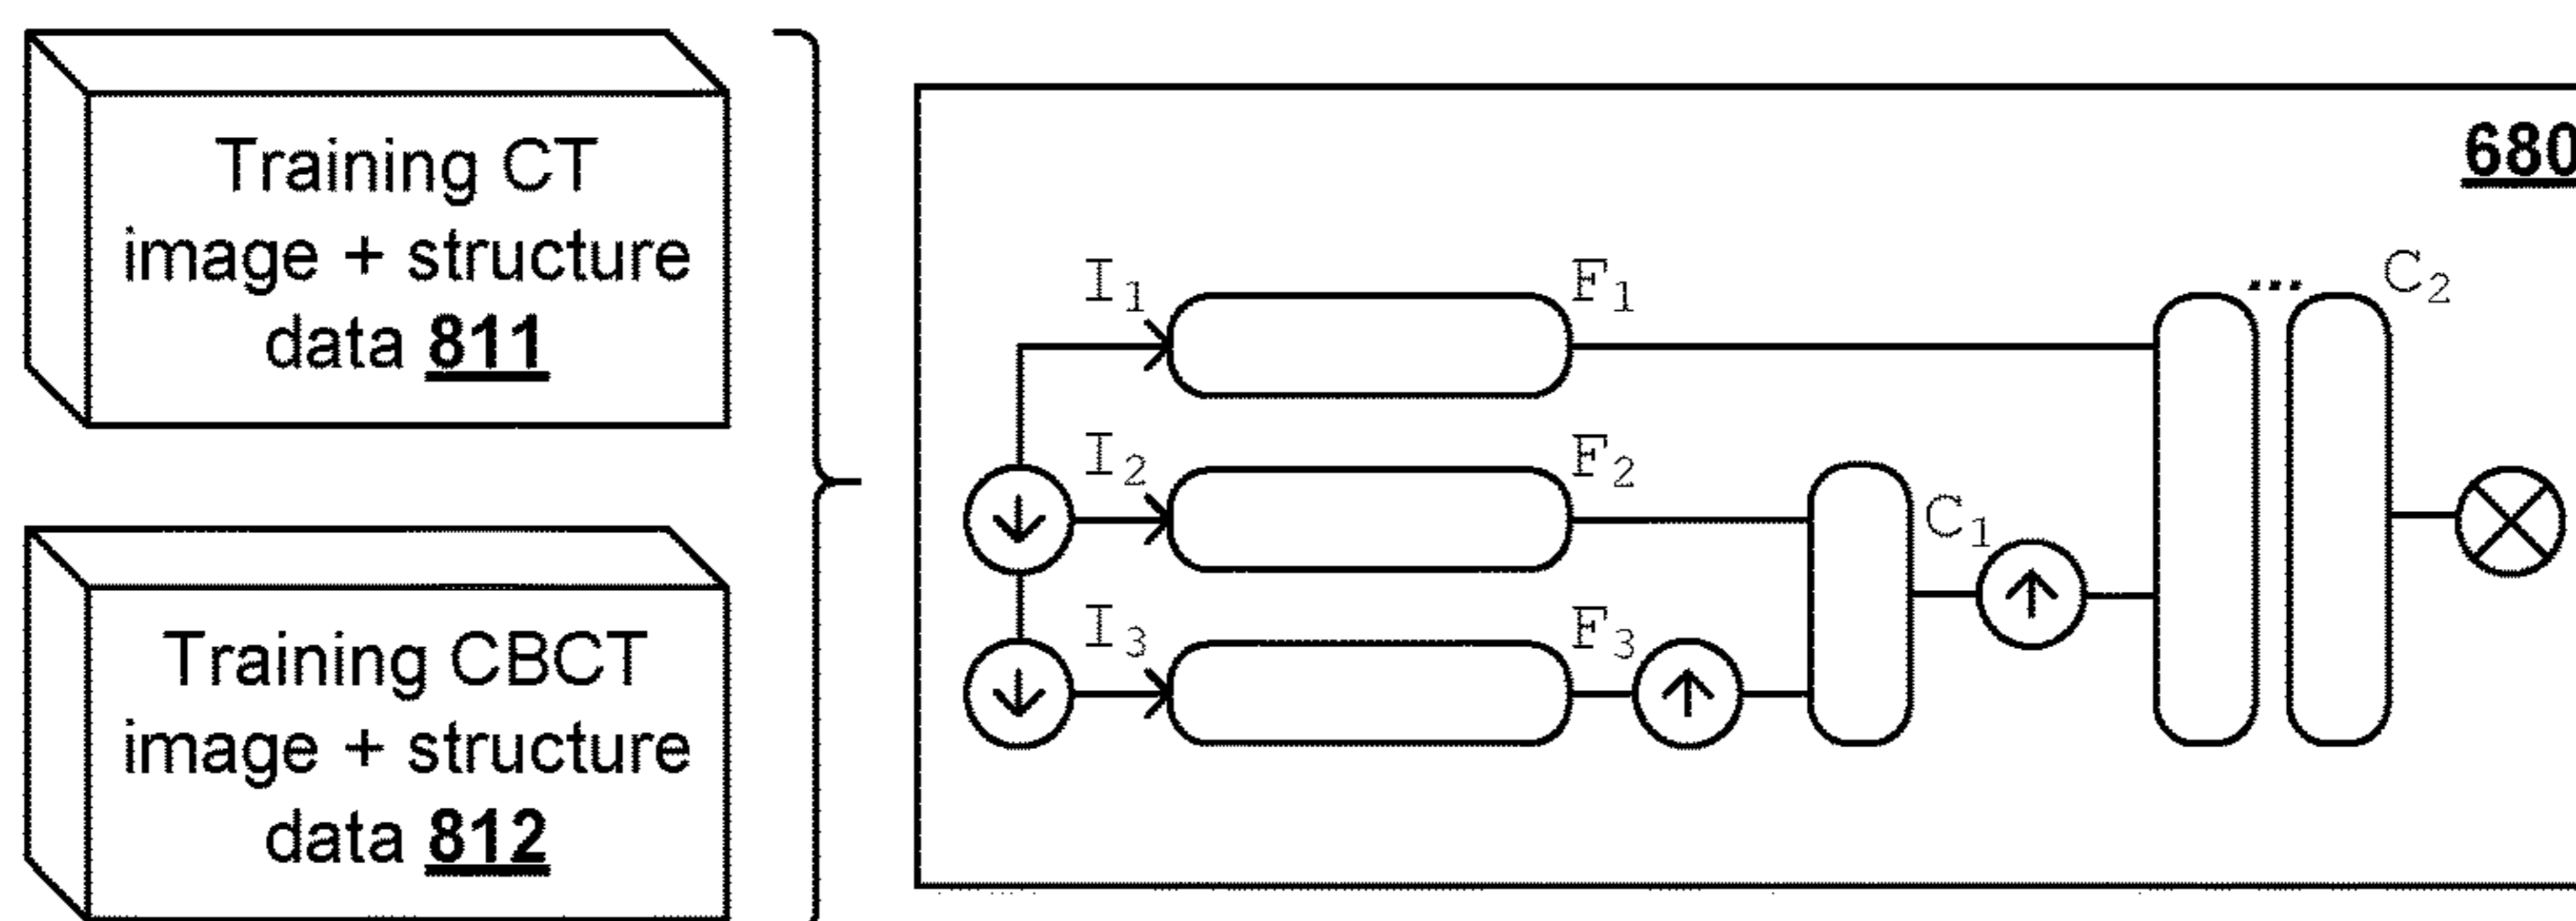 Training CT
image + structure
data 811
Training CBCT
image + structure
data 812
680
I₁
F₁
... C₂
I₂
F₂
C₁
I₃
F₃